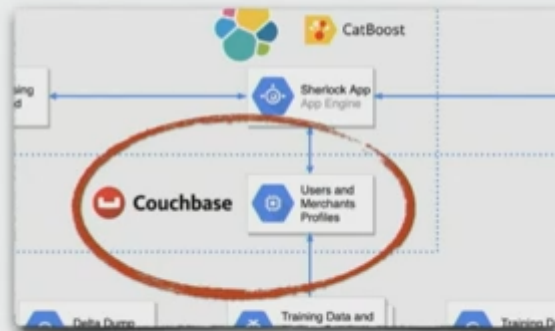 CatBoost
Sherlock App
App Engine
Couchbase
Users and
Merchants
Profiles
Delta Dump
Training Data and